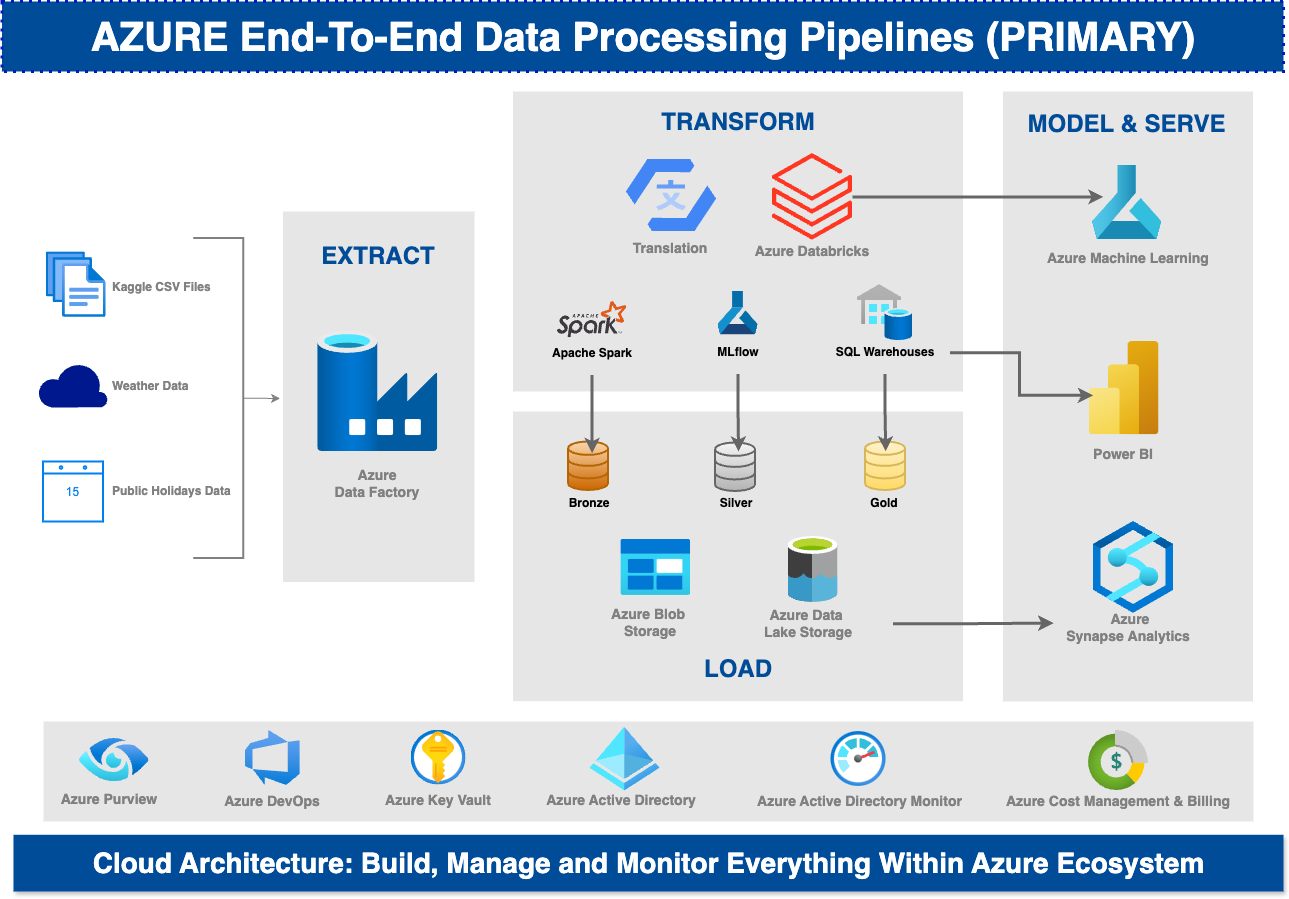 AZURE End-To-End Data Processing Pipelines (PRIMARY)
Kaggle CSV Files
Weather Data
15
Public Holidays Data
EXTRACT
Azure
Data Factory
TRANSFORM
文
Translation
Azure Databricks
APACHE
Spark
TM
Apache Spark
MLflow
SQL Warehouses
Bronze
Silver
Gold
Azure Blob
Storage
Azure Data
Lake Storage
LOAD
MODEL & SERVE
Azure Machine Learning
Power BI
Azure
Synapse Analytics
Azure Purview
Azure DevOps
Azure Key Vault
Azure Active Directory
Azure Active Directory Monitor
$
Azure Cost Management & Billing
Cloud Architecture: Build, Manage and Monitor Everything Within Azure Ecosystem